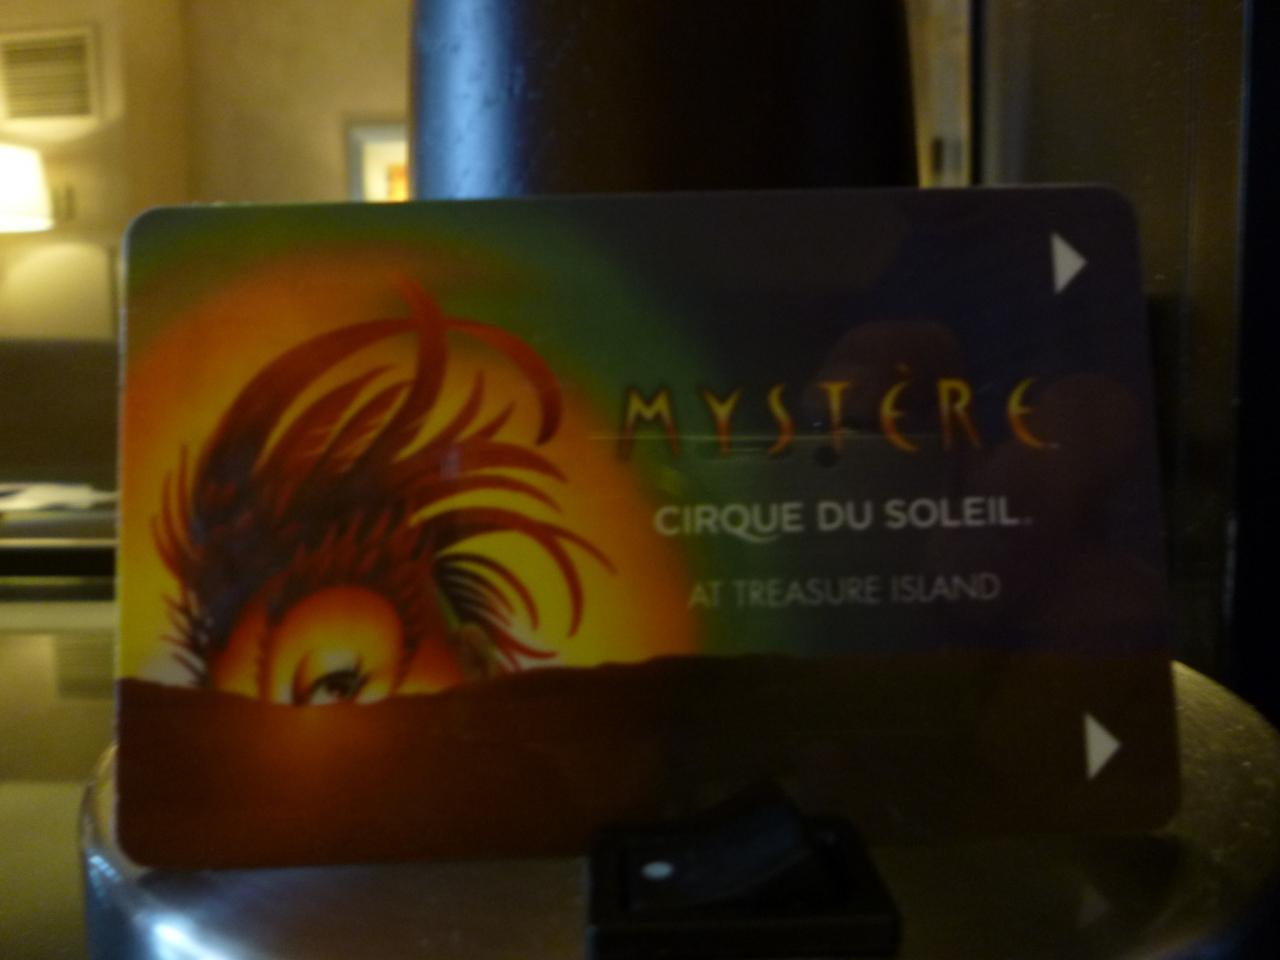 MYSTÈRE
CIRQUE DU SOLEIL.
AT TREASURE ISLAND